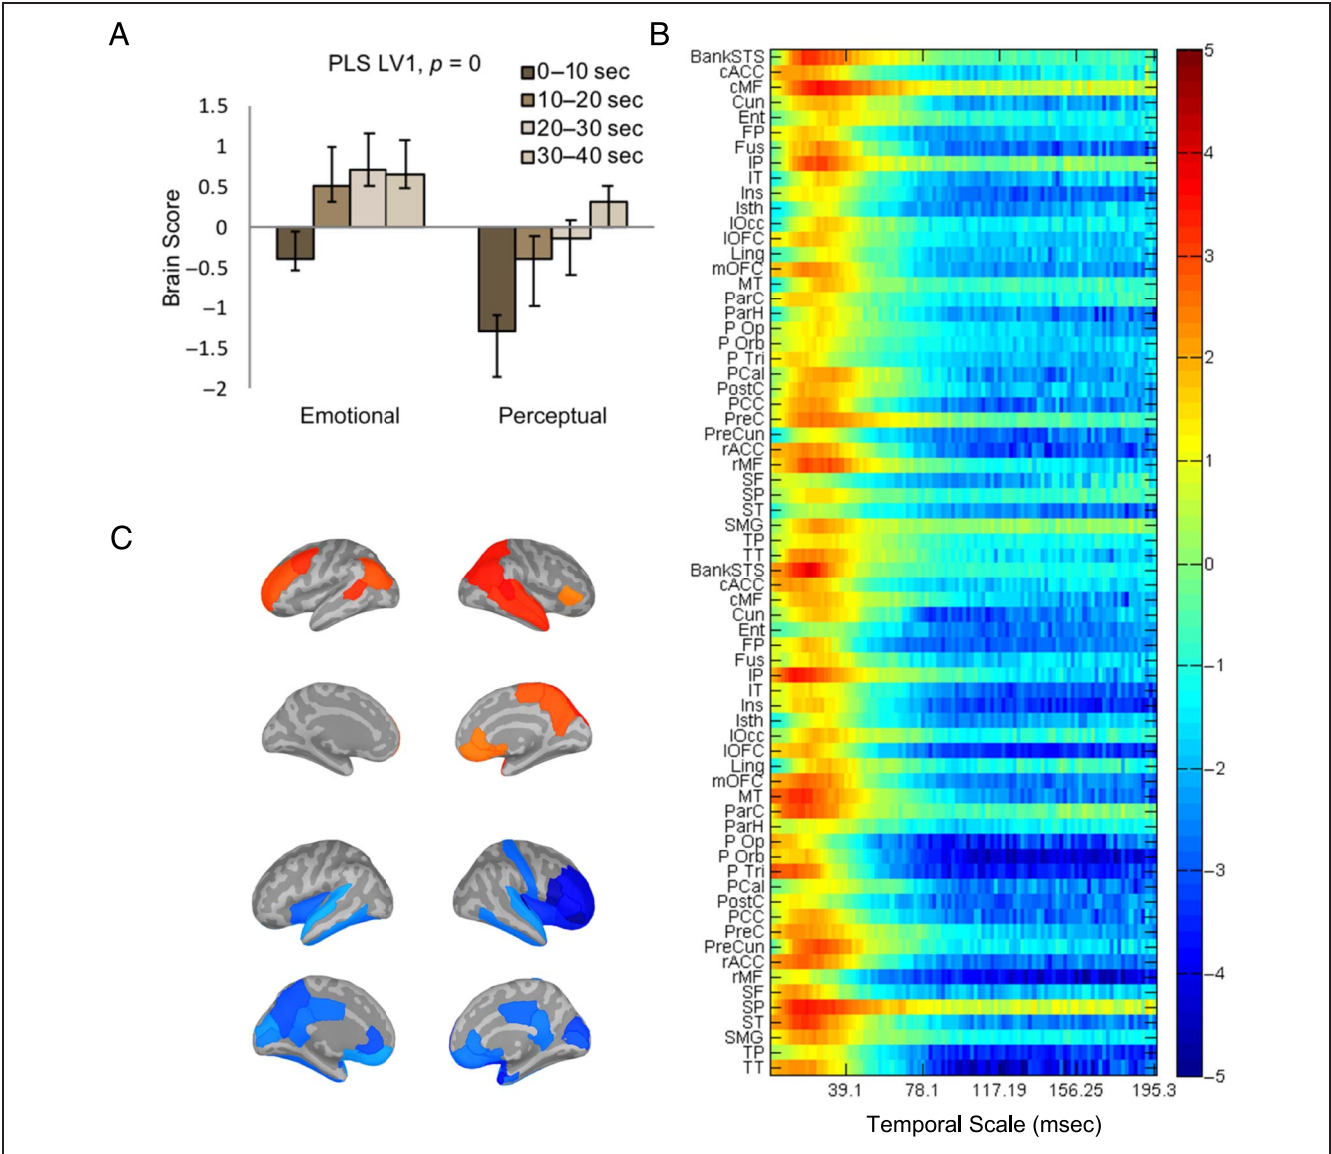 A
PLS LV1, p = 0
0–10 sec
10–20 sec
20–30 sec
30–40 sec
1.5
1
0.5
0
–0.5
–1
–1.5
–2
Brain Score
Emotional
Perceptual
B
BankSTS
cACC
cMF
Cun
Ent
FP
Fus
IP
IT
Ins
Isth
lOcc
lOFC
Ling
mOFC
MT
ParC
ParH
P Op
P Orb
P Tri
PCal
PostC
PCC
PreC
PreCun
rACC
rMF
SF
SP
ST
SMG
TP
TT
BankSTS
cACC
cMF
Cun
Ent
FP
Fus
IP
IT
Ins
Isth
lOcc
lOFC
Ling
mOFC
MT
ParC
ParH
P Op
P Orb
P Tri
PCal
PostC
PCC
PreC
PreCun
rACC
rMF
SF
SP
ST
SMG
TP
TT
39.1 78.1 117.19 156.25 195.3
Temporal Scale (msec)
5
4
3
2
1
0
–1
–2
–3
–4
–5
C